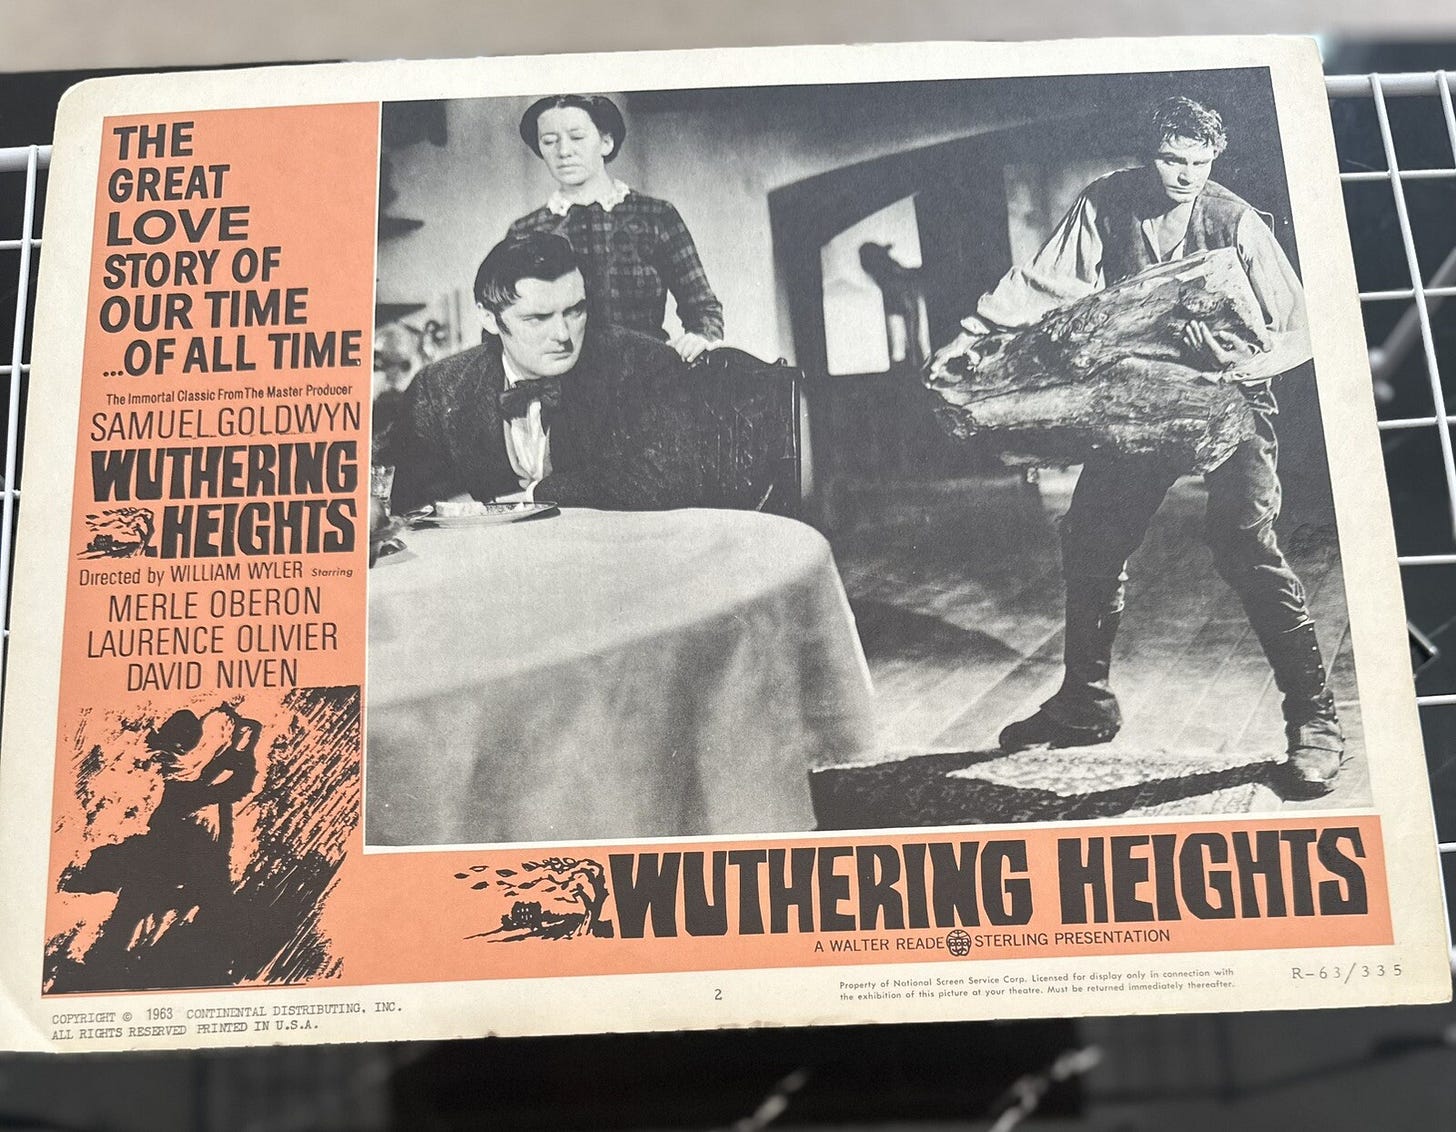 THE
GREAT
LOVE
STORY OF
OUR TIME
...OF ALL TIME
The Immortal Classic From The Master Producer
SAMUEL GOLDWYN
WUTHERING
HEIGHTS
Directed by WILLIAM WYLER Starring
MERLE OBERON
LAURENCE OLIVIER
DAVID NIVEN
WUTHERING HEIGHTS
A WALTER READE STERLING PRESENTATION
COPYRIGHT © 1963 CONTINENTAL DISTRIBUTING, INC.
ALL RIGHTS RESERVED PRINTED IN U.S.A.
2
Property of National Screen Service Corp. Licensed for display only in connection with
the exhibition of this picture at your theatre. Must be returned immediately thereafter.
R-63/335